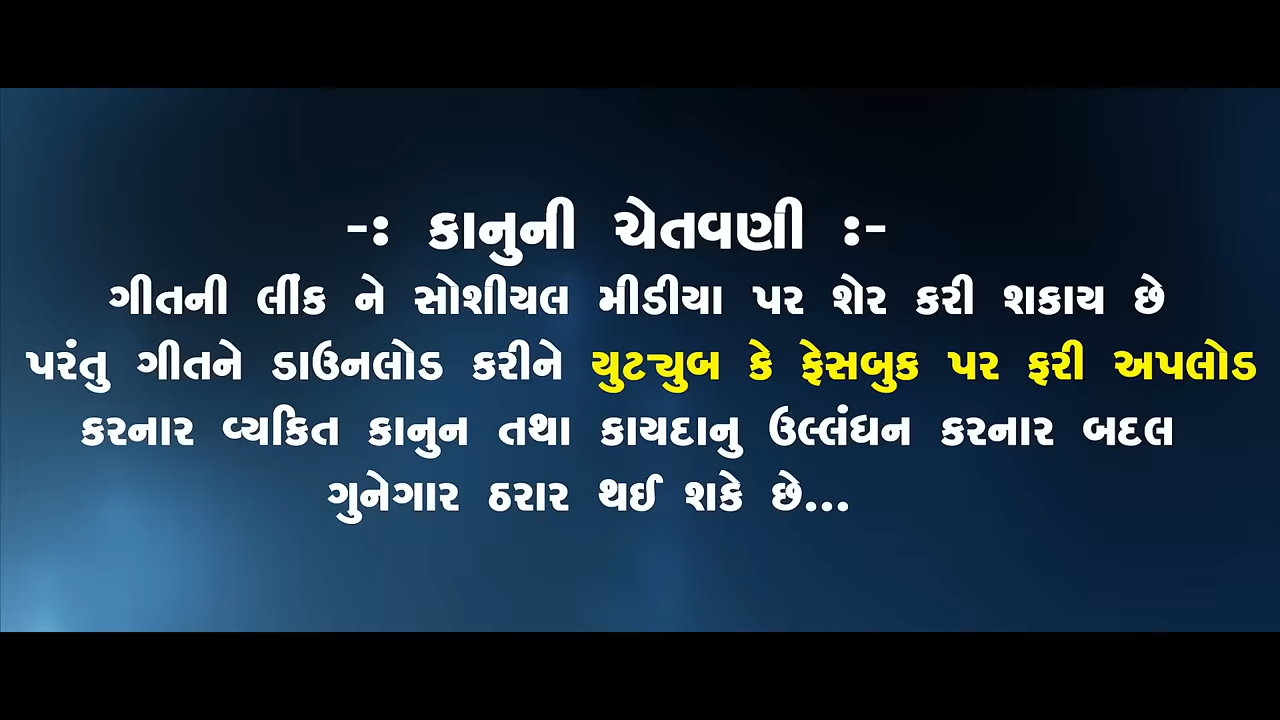 -: કાનુની ચેતવણી :-
ગીતની લીંક ને સોશીયલ મીડીયા પર શેર કરી શકાય છે
પરંતુ ગીતને ડાઉનલોડ કરીને યુટ્યુબ કે ફેસબુક પર ફરી અપલોડ
કરનાર વ્યકિત કાનુન તથા કાયદાનુ ઉલ્લંઘન કરનાર બદલ
ગુનેગાર ઠરાર થઈ શકે છે...